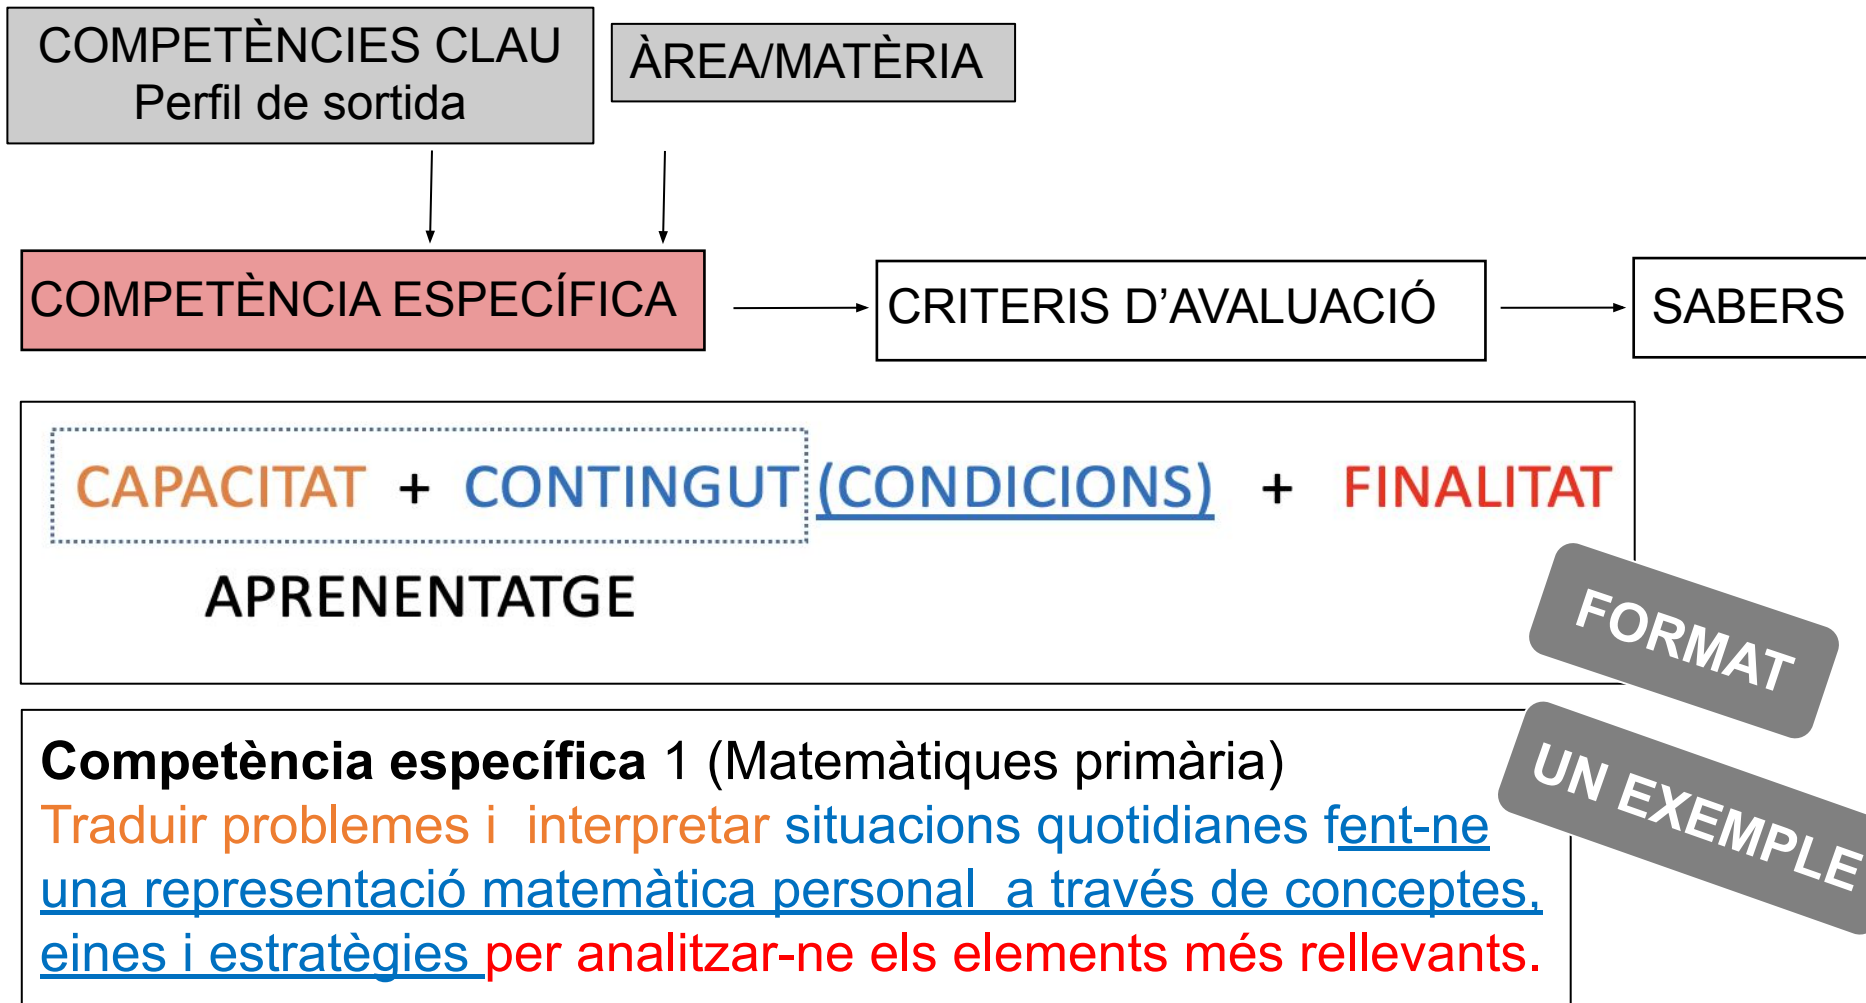 COMPETÈNCIES CLAU
Perfil de sortida
ÀREA/MATÈRIA
COMPETÈNCIA ESPECÍFICA
CRITERIS D’AVALUACIÓ
SABERS
CAPACITAT + CONTINGUT (CONDICIONS) + FINALITAT
APRENENTATGE
FORMAT
UN EXEMPLE
Competència específica 1 (Matemàtiques primària)
Traduir problemes i interpretar situacions quotidianes fent-ne
una representació matemàtica personal a través de conceptes,
eines i estratègies per analitzar-ne els elements més rellevants.